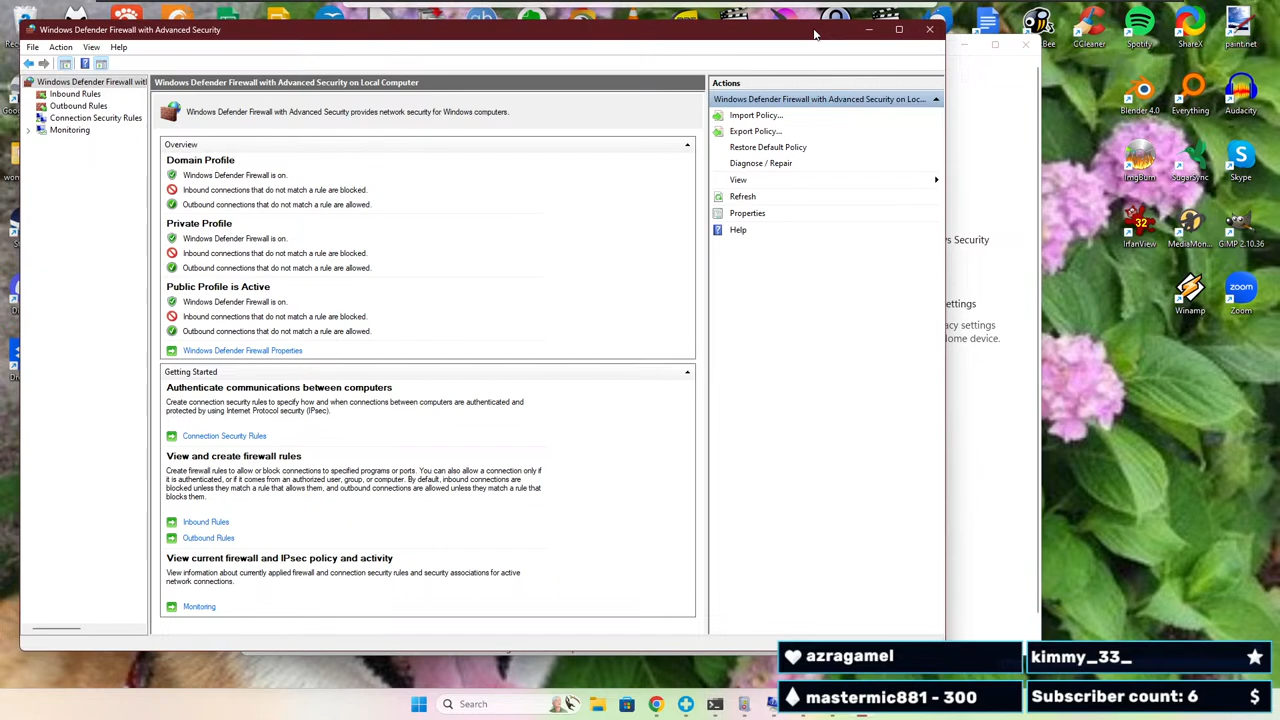 Windows Defender Firewall with Advanced Security
File Action View Help
Windows Defender Firewall with
Inbound Rules
Outbound Rules
Connection Security Rules
Monitoring
Windows Defender Firewall with Advanced Security on Local Computer
Windows Defender Firewall with Advanced Security provides network security for Windows computers.
Overview
Domain Profile
Windows Defender Firewall is on.
Inbound connections that do not match a rule are blocked.
Outbound connections that do not match a rule are allowed.
Private Profile
Windows Defender Firewall is on.
Inbound connections that do not match a rule are blocked.
Outbound connections that do not match a rule are allowed.
Public Profile is Active
Windows Defender Firewall is on.
Inbound connections that do not match a rule are blocked.
Outbound connections that do not match a rule are allowed.
Windows Defender Firewall Properties
Getting Started
Authenticate communications between computers
Create connection security rules to specify how and when connections between computers are authenticated and
protected by using Internet Protocol security (IPsec).
Connection Security Rules
View and create firewall rules
Create firewall rules to allow or block connections to specified programs or ports. You can also allow a connection only if
it is authenticated, or if it comes from an authorized user, group, or computer. By default, inbound connections are
blocked unless they match a rule that allows them, and outbound connections are allowed unless they match a rule that
blocks them.
Inbound Rules
Outbound Rules
View current firewall and IPsec policy and activity
View information about currently applied firewall and connection security rules and security associations for active
network connections.
Monitoring
Actions
Windows Defender Firewall with Advanced Security on Loc...
Import Policy...
Export Policy...
Restore Default Policy
Diagnose / Repair
View
Refresh
Properties
Help
s Security
ettings
acy settings
Home device.
Bee
CCleaner
Spotify
ShareX
paint.net
Blender 4.0
Everything
Audacity
ImgBurn
SugarSync
Skype
IrfanView
MediaMon...
GIMP 2.10.36
Winamp
Zoom
azragamel
kimmy_33_
mastermic881 - 300
Subscriber count: 6
Search